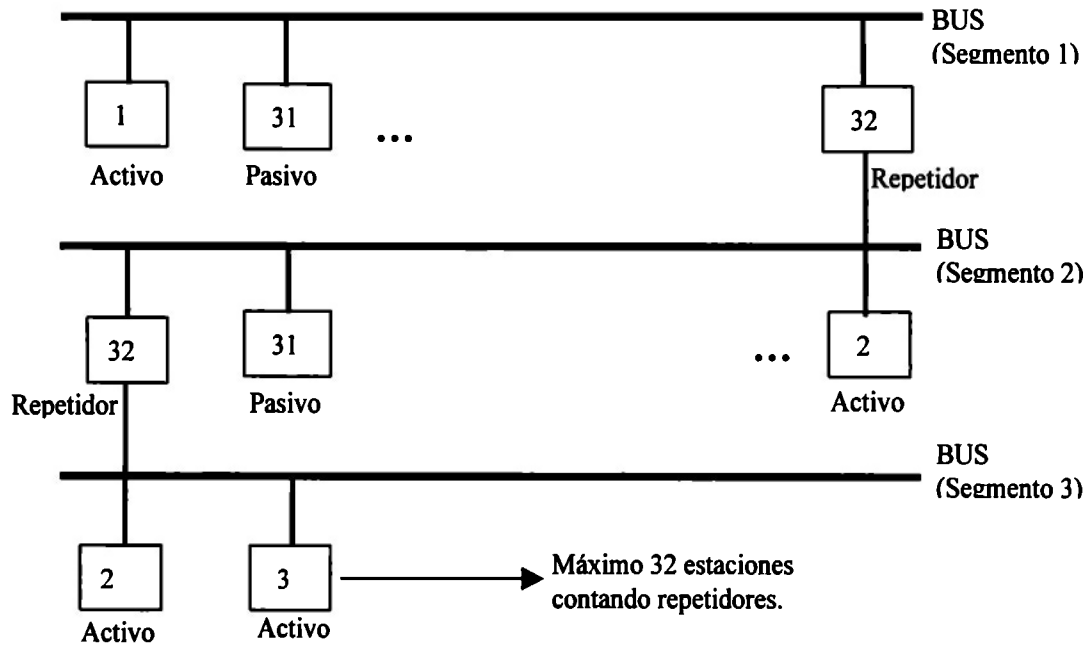 BUS
(Segmento 1)
1
31
...
32
Activo
Pasivo
Repetidor
BUS
(Segmento 2)
32
31
...
2
Repetidor
Pasivo
Activo
BUS
(Segmento 3)
2
3
Máximo 32 estaciones
contando repetidores.
Activo
Activo